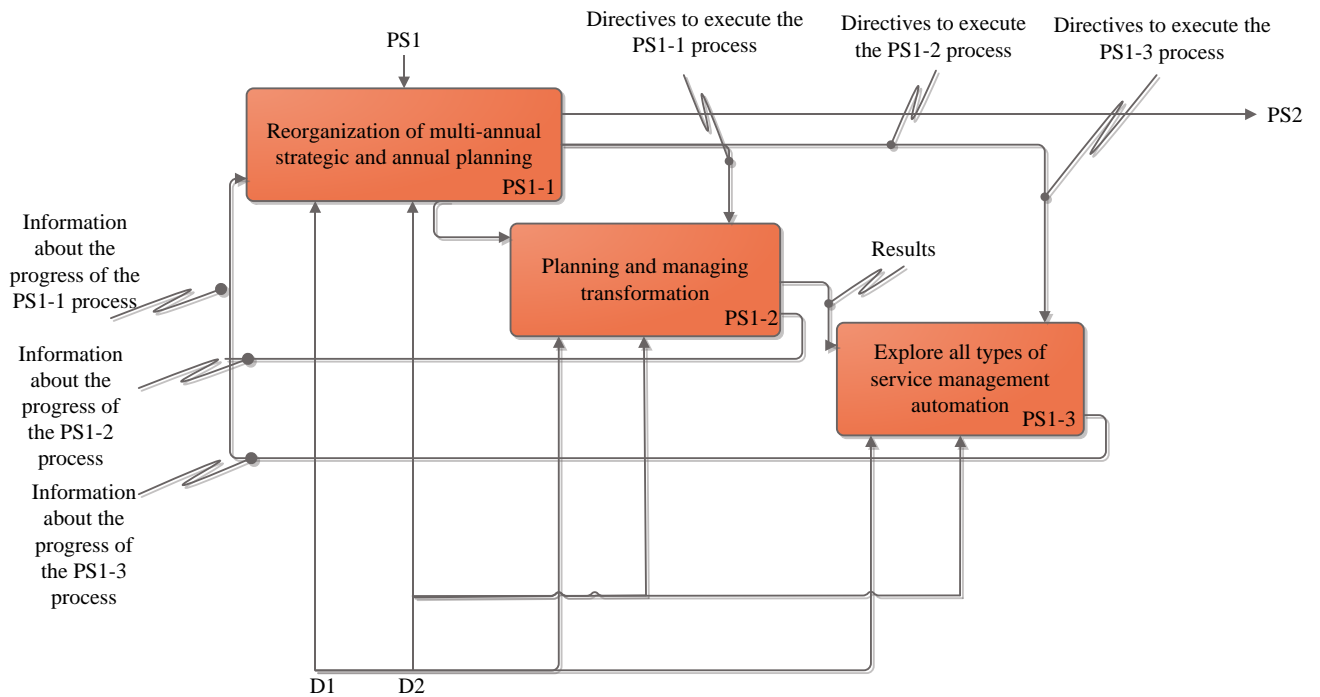 Directives to execute the
PS1-1 process
Directives to execute
the PS1-2 process
Directives to execute the
PS1-3 process
PS1
Reorganization of multi-annual
strategic and annual planning
PS1-1
PS2
Information
about the
progress of the
PS1-1 process
Planning and managing
transformation
PS1-2
Results
Explore all types of
service management
automation
PS1-3
Information
about the
progress of
the PS1-2
process
Information
about the
progress of
the PS1-3
process
D1
D2